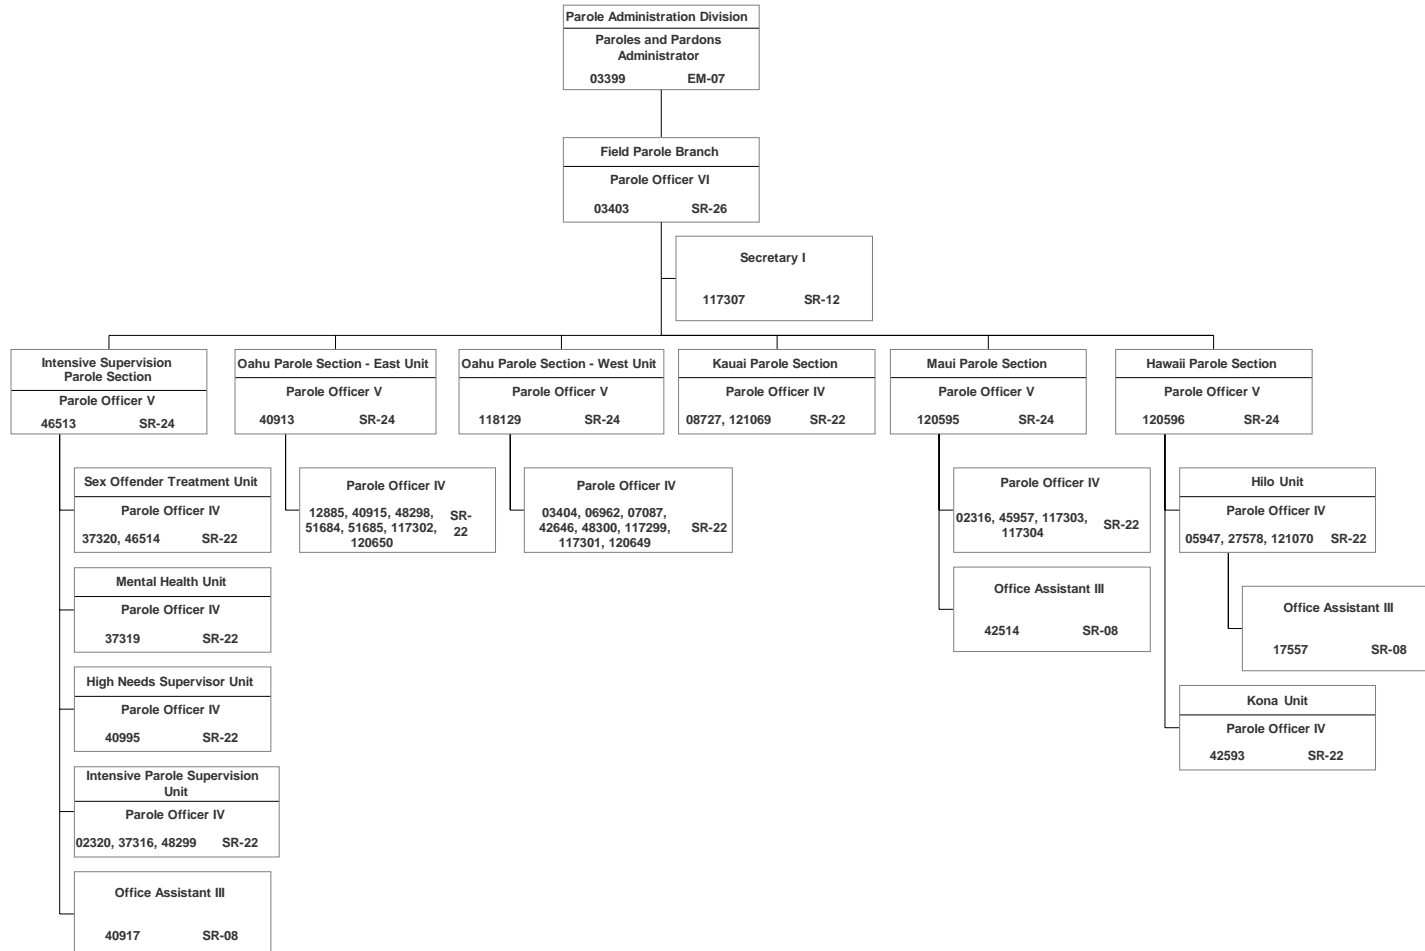 Parole Administration Division
Paroles and Pardons
Administrator
03399 EM-07
Field Parole Branch
Parole Officer VI
03403 SR-26
Secretary I
117307 SR-12
Intensive Supervision
Parole Section
Parole Officer V
46513 SR-24
Sex Offender Treatment Unit
Parole Officer IV
37320, 46514 SR-22
Mental Health Unit
Parole Officer IV
37319 SR-22
High Needs Supervisor Unit
Parole Officer IV
40995 SR-22
Intensive Parole Supervision
Unit
Parole Officer IV
02320, 37316, 48299 SR-22
Office Assistant III
40917 SR-08
Oahu Parole Section - East Unit
Parole Officer V
40913 SR-24
Parole Officer IV
12885, 40915, 48298,
51684, 51685, 117302,
120650
SR-
22
Oahu Parole Section - West Unit
Parole Officer V
118129 SR-24
Parole Officer IV
03404, 06962, 07087,
42646, 48300, 117299,
117301, 120649
SR-22
Kauai Parole Section
Parole Officer IV
08727, 121069 SR-22
Maui Parole Section
Parole Officer V
120595 SR-24
Parole Officer IV
02316, 45957, 117303,
117304
SR-22
Office Assistant III
42514 SR-08
Hawaii Parole Section
Parole Officer V
120596 SR-24
Hilo Unit
Parole Officer IV
05947, 27578, 121070 SR-22
Office Assistant III
17557 SR-08
Kona Unit
Parole Officer IV
42593 SR-22